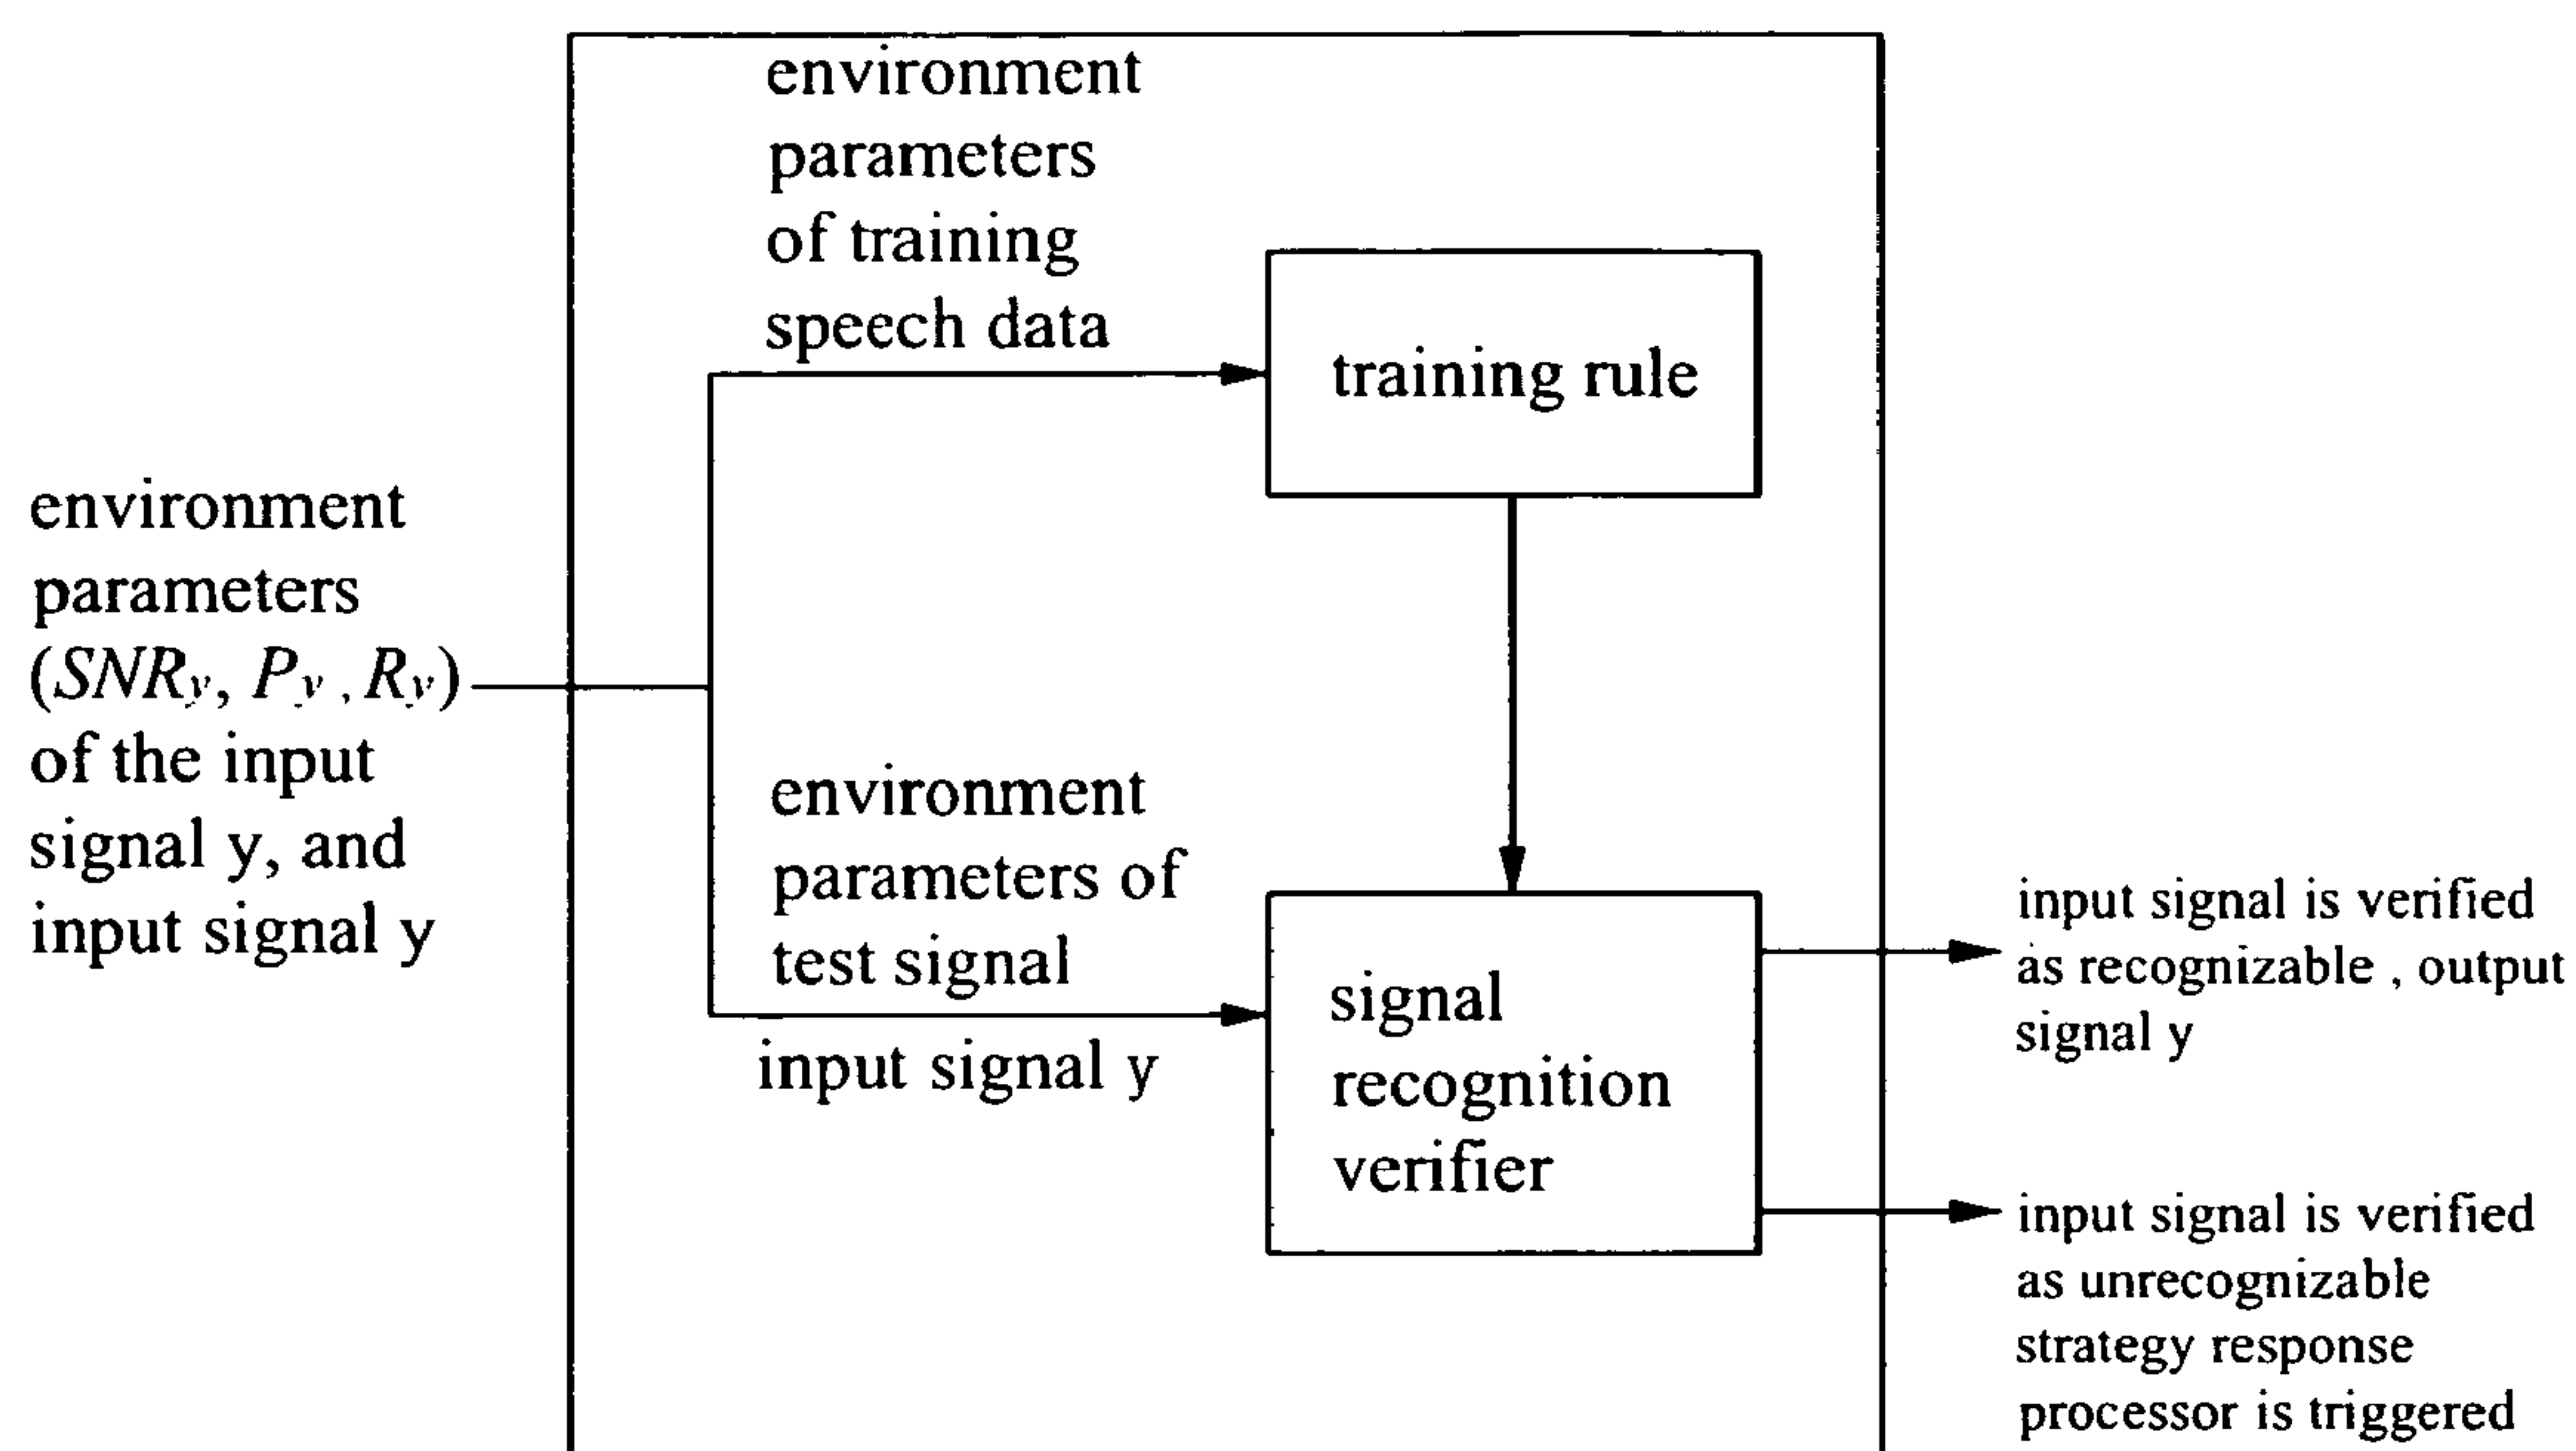 environment
parameters
of training
speech data
training rule
environment
parameters
(SNRy, Py, Ry)
of the input
signal y, and
input signal y
environment
parameters of
test signal
input signal y
signal
recognition
verifier
input signal is verified
as recognizable , output
signal y
input signal is verified
as unrecognizable
strategy response
processor is triggered